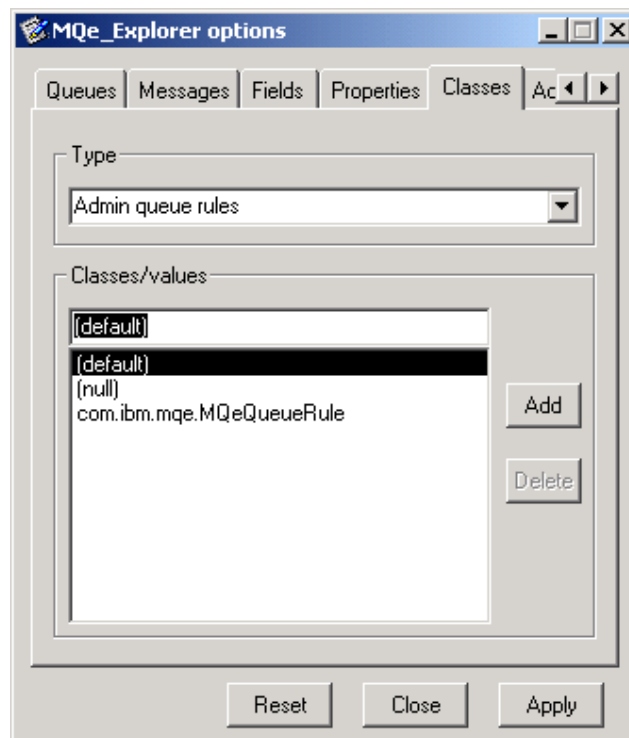 MQe_Explorer options
Queues Messages Fields Properties Classes Ac
Type
Admin queue rules
Classes/values
(default)
(default)
(null)
com.ibm.mqe.MQeQueueRule
Add
Delete
Reset Close Apply